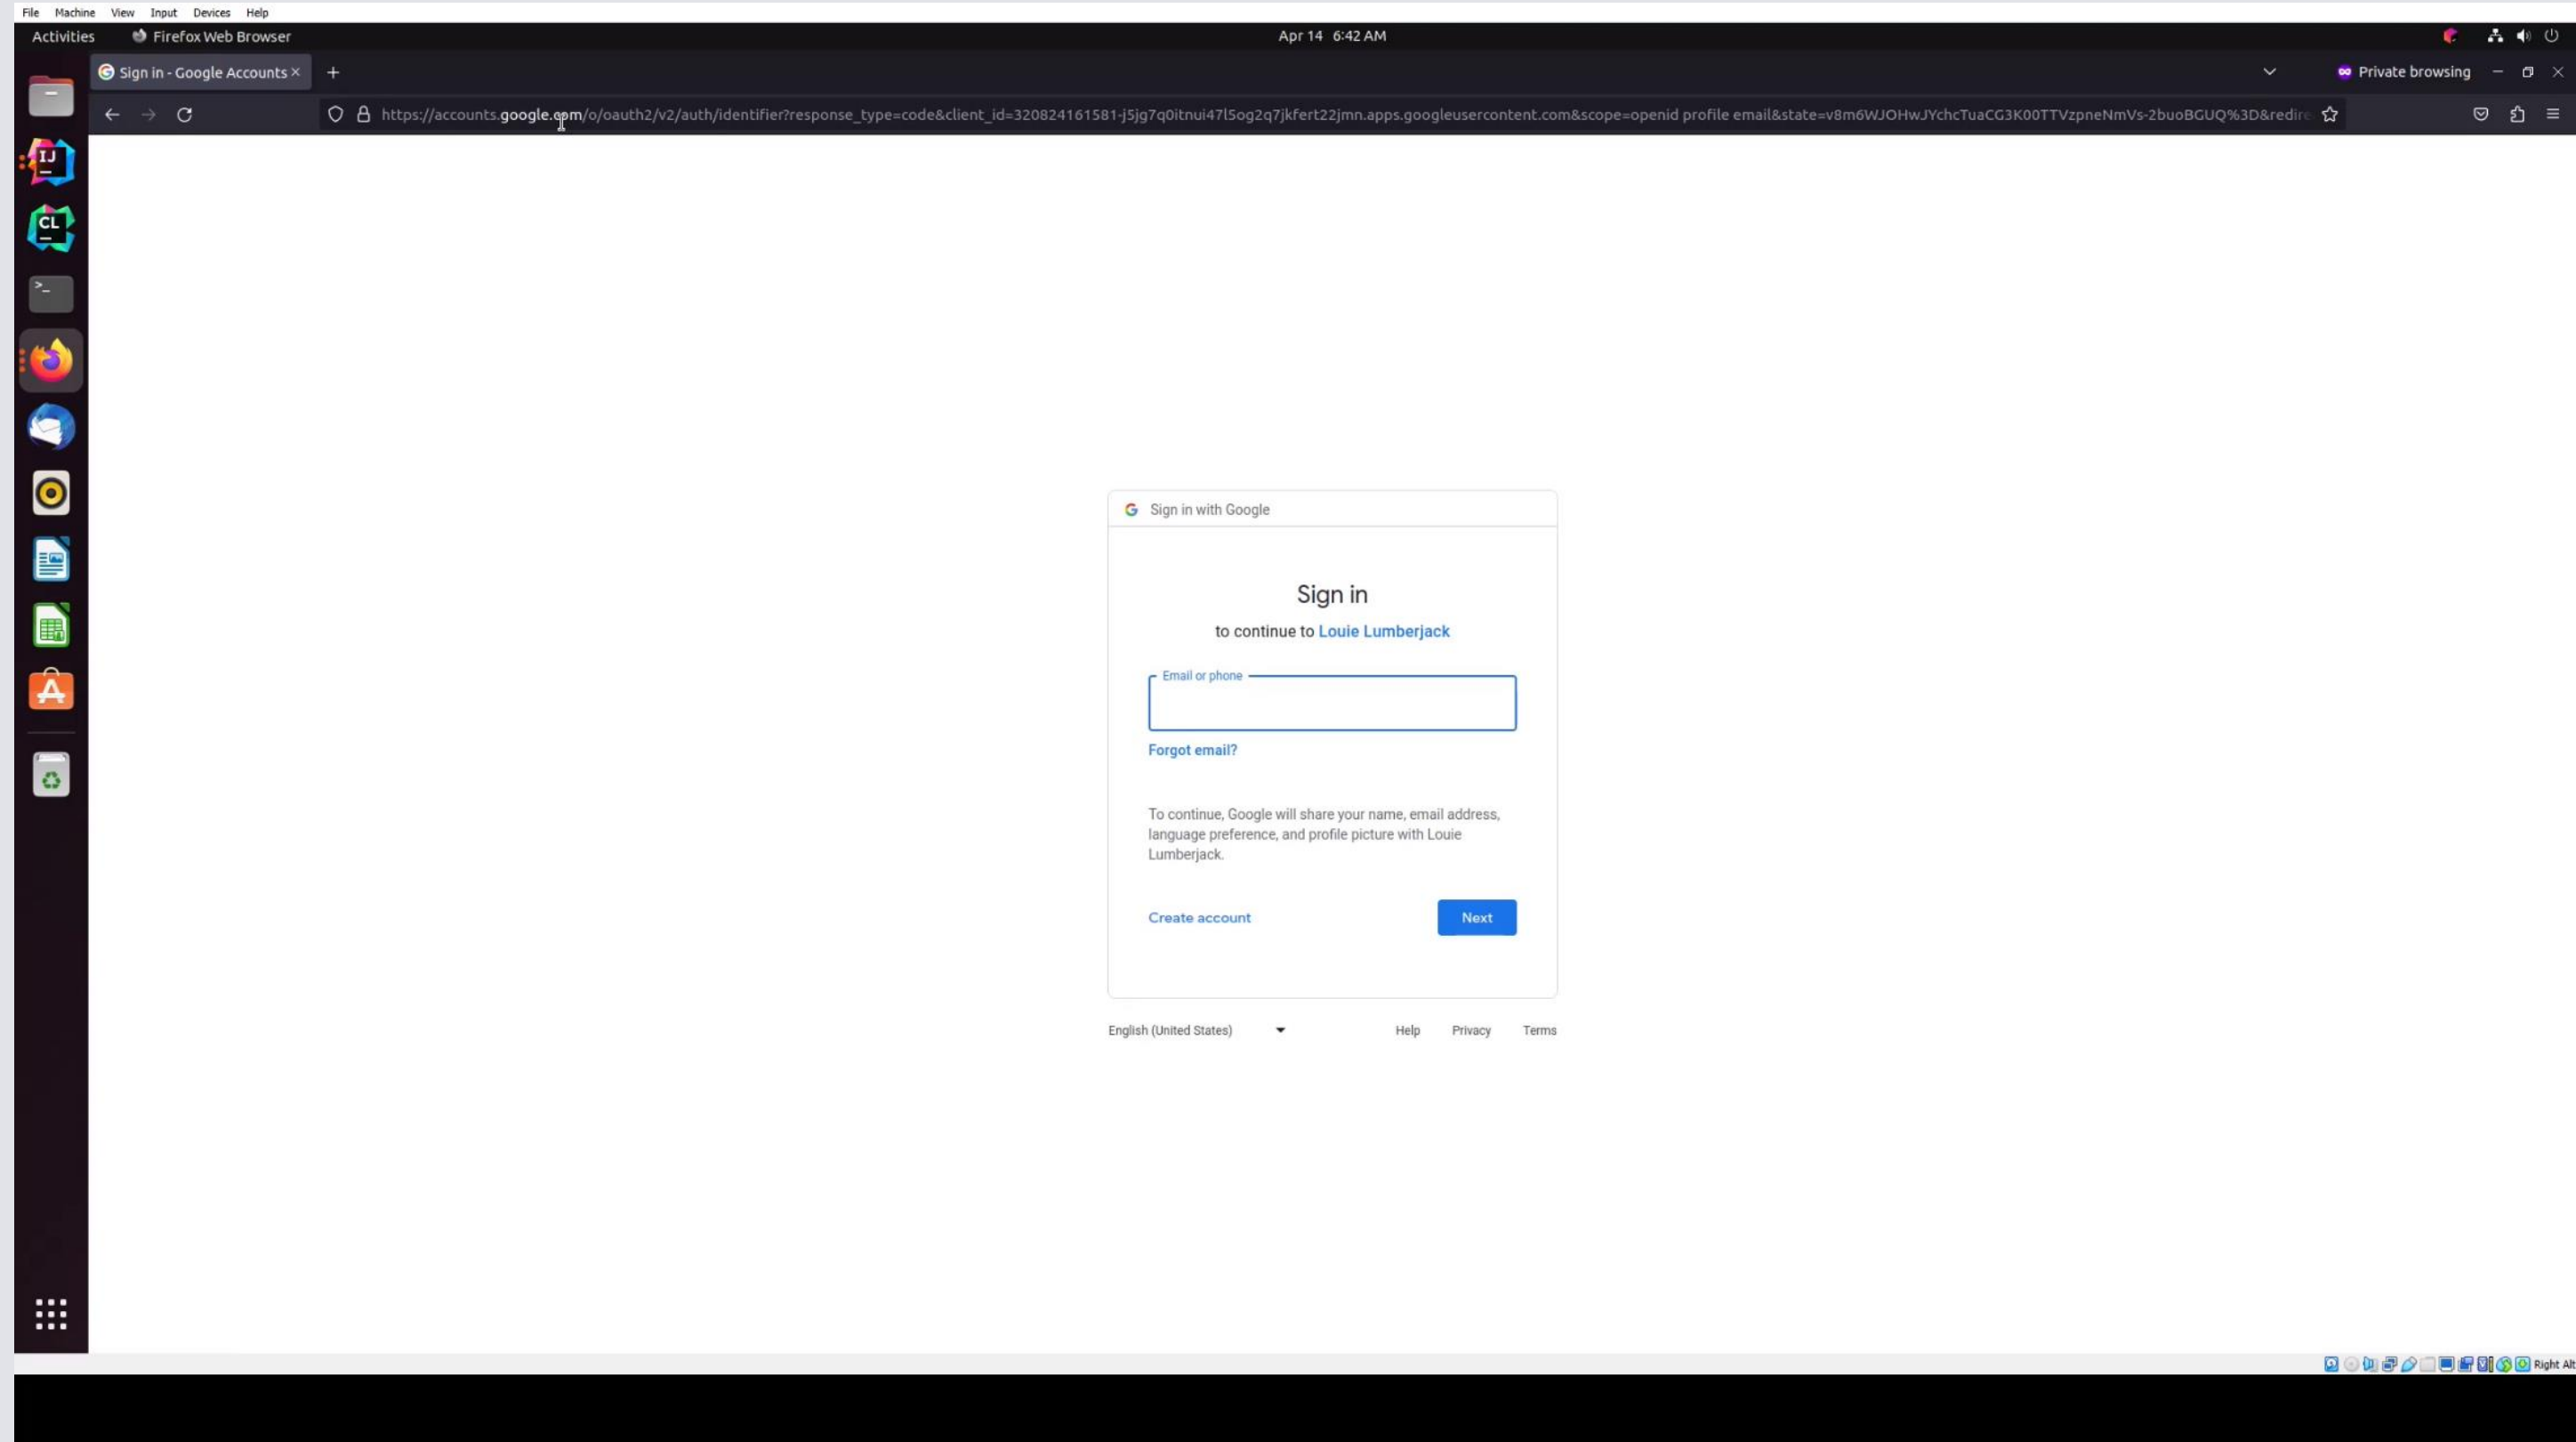 File Machine View Input Devices Help
Activities Firefox Web Browser Apr 14 6:42 AM
Sign in - Google Accounts × + Private browsing
https://accounts.google.com/o/oauth2/v2/auth/identifier?response_type=code&client_id=320824161581-j5jg7q0itnui47l5og2q7jkfert22jmn.apps.googleusercontent.com&scope=openid profile email&state=v8m6WJOHwJYchcTuaCG3K00TTVzpneNmVs-2buoBGUQ%3D&redire
IJ
CL
>_
Sign in with Google
Sign in
to continue to Louie Lumberjack
Email or phone
Forgot email?
To continue, Google will share your name, email address,
language preference, and profile picture with Louie
Lumberjack.
Create account Next
English (United States) Help Privacy Terms
Right Alt